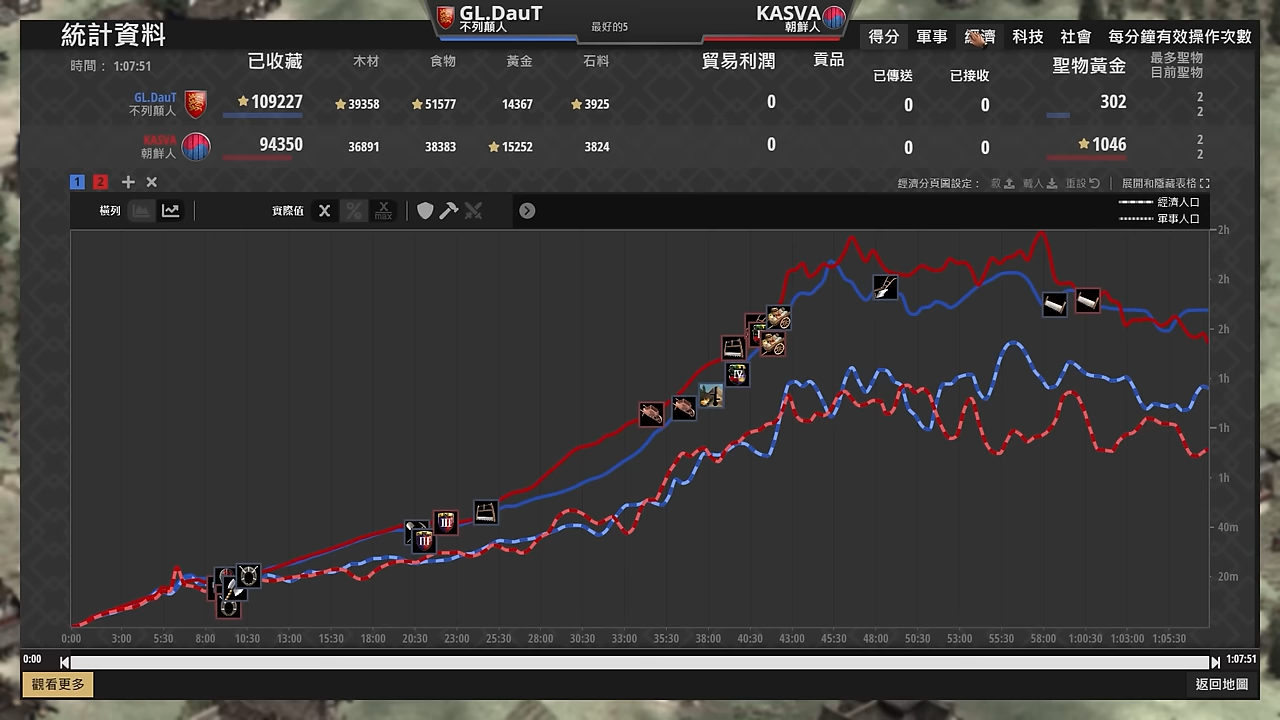 GL.DauT
不列顛人
最好的5
KASVA
朝鮮人
統計資料
得分 軍事 經濟 科技 社會 每分鐘有效操作次數
時間： 1:07:51
已收藏 木材 食物 黃金 石料 貿易利潤 貢品 已傳送 已接收 聖物黃金 最多聖物
目前聖物
GL.DauT
不列顛人
109227 39358 51577 14367 3925 0 0 0 302 2
2
KASVA
朝鮮人
94350 36891 38383 15252 3824 0 0 0 1046 2
2
1 2
經濟分頁圖設定： 載入 重設 展開和隱藏表格
橫列 實際值 X % X max
經濟人口
軍事人口
2h
2h
2h
1h
1h
1h
40m
20m
III
III
IV
0:00 3:00 5:30 8:00 10:30 13:00 15:30 18:00 20:30 23:00 25:30 28:00 30:30 33:00 35:30 38:00 40:30 43:00 45:30 48:00 50:30 53:00 55:30 58:00 1:00:30 1:03:00 1:05:30
0:00 1:07:51
觀看更多 返回地圖